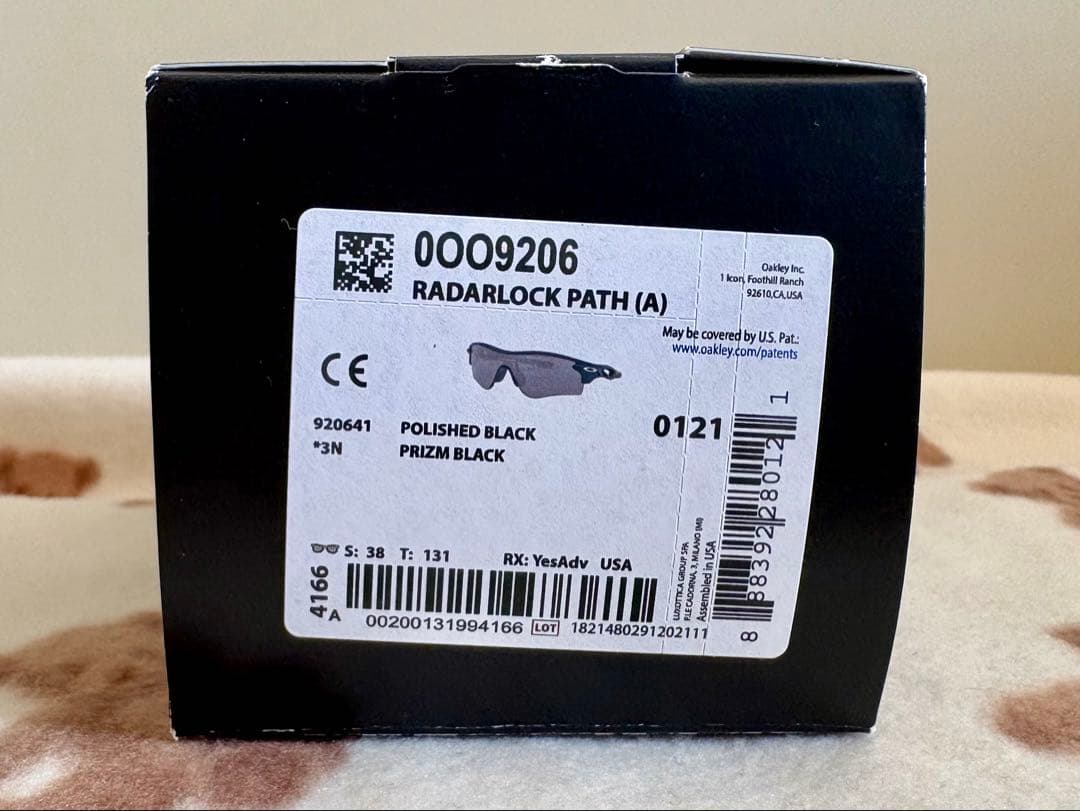 0OO9206
RADARLOCK PATH (A)
Oakley Inc.
1 Icon, Foothill Ranch
92610,CA,USA
May be covered by U.S. Pat.:
www.oakley.com/patents
CE
920641 POLISHED BLACK
*3N PRIZM BLACK
0121
S: 38 T: 131 RX: YesAdv USA
4166
A
00200131994166 LOT 1821480291202111
LUXOTTICA GROUP SPA
P.LE CADORNA, 3, MILANO (MI)
Assembled in USA
8 88392 28012 1